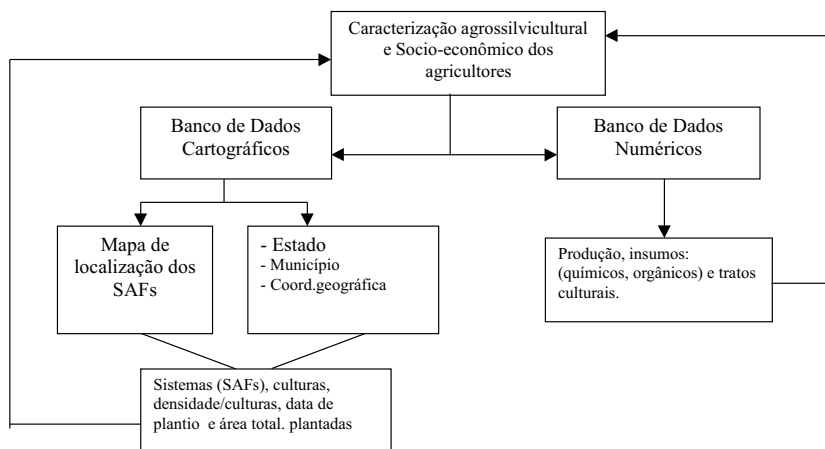 Caracterização agrossilvicultural
e Socio-econômico dos
agricultores
Banco de Dados
Cartográficos
Banco de Dados
Numéricos
Mapa de
localização dos
SAFs
- Estado
- Município
- Coord.geográfica
Produção, insumos:
(químicos, orgânicos) e tratos
culturais.
Sistemas (SAFs), culturas,
densidade/culturas, data de
plantio e área total. plantadas